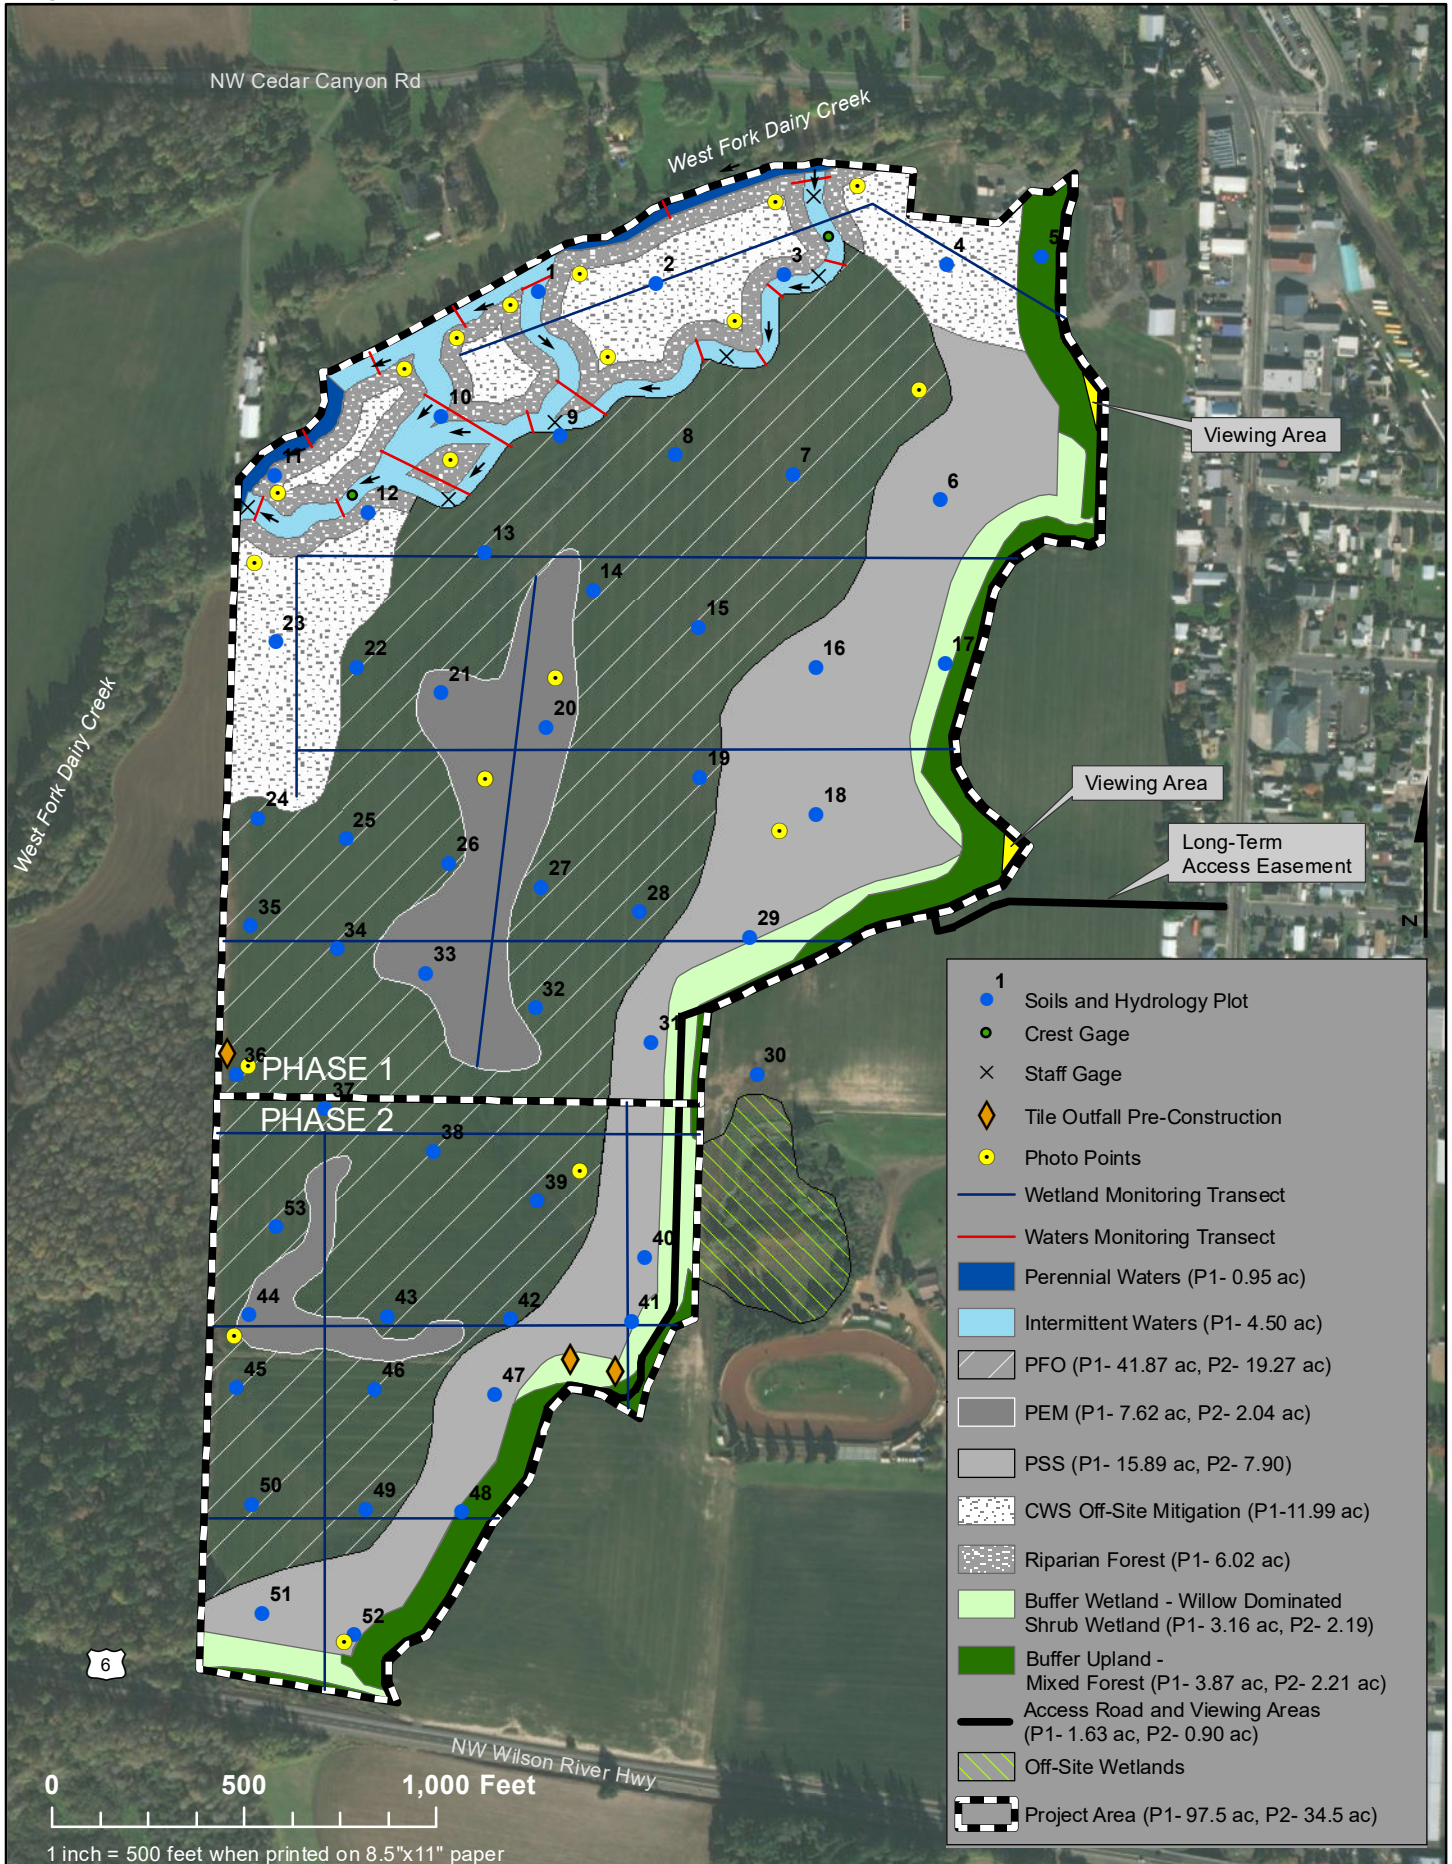 NW Cedar Canyon Rd
West Fork Dairy Creek
5
4
3
2
1
Viewing Area
10
9
8
7
6
11
12
13
14
15
16
17
23
22
21
20
19
18
Viewing Area
Long-Term
Access Easement
West Fork Dairy Creek
24
25
26
27
28
29
35
34
33
32
31
30
36
PHASE 1
37
PHASE 2
38
39
40
53
44
43
42
41
45
46
47
50
49
48
51
52
6
NW Wilson River Hwy
N
1
Soils and Hydrology Plot
Crest Gage
Staff Gage
Tile Outfall Pre-Construction
Photo Points
Wetland Monitoring Transect
Waters Monitoring Transect
Perennial Waters (P1- 0.95 ac)
Intermittent Waters (P1- 4.50 ac)
PFO (P1- 41.87 ac, P2- 19.27 ac)
PEM (P1- 7.62 ac, P2- 2.04 ac)
PSS (P1- 15.89 ac, P2- 7.90)
CWS Off-Site Mitigation (P1-11.99 ac)
Riparian Forest (P1- 6.02 ac)
Buffer Wetland - Willow Dominated
Shrub Wetland (P1- 3.16 ac, P2- 2.19)
Buffer Upland -
Mixed Forest (P1- 3.87 ac, P2- 2.21 ac)
Access Road and Viewing Areas
(P1- 1.63 ac, P2- 0.90 ac)
Off-Site Wetlands
Project Area (P1- 97.5 ac, P2- 34.5 ac)
0 500 1,000 Feet
1 inch = 500 feet when printed on 8.5"x11" paper